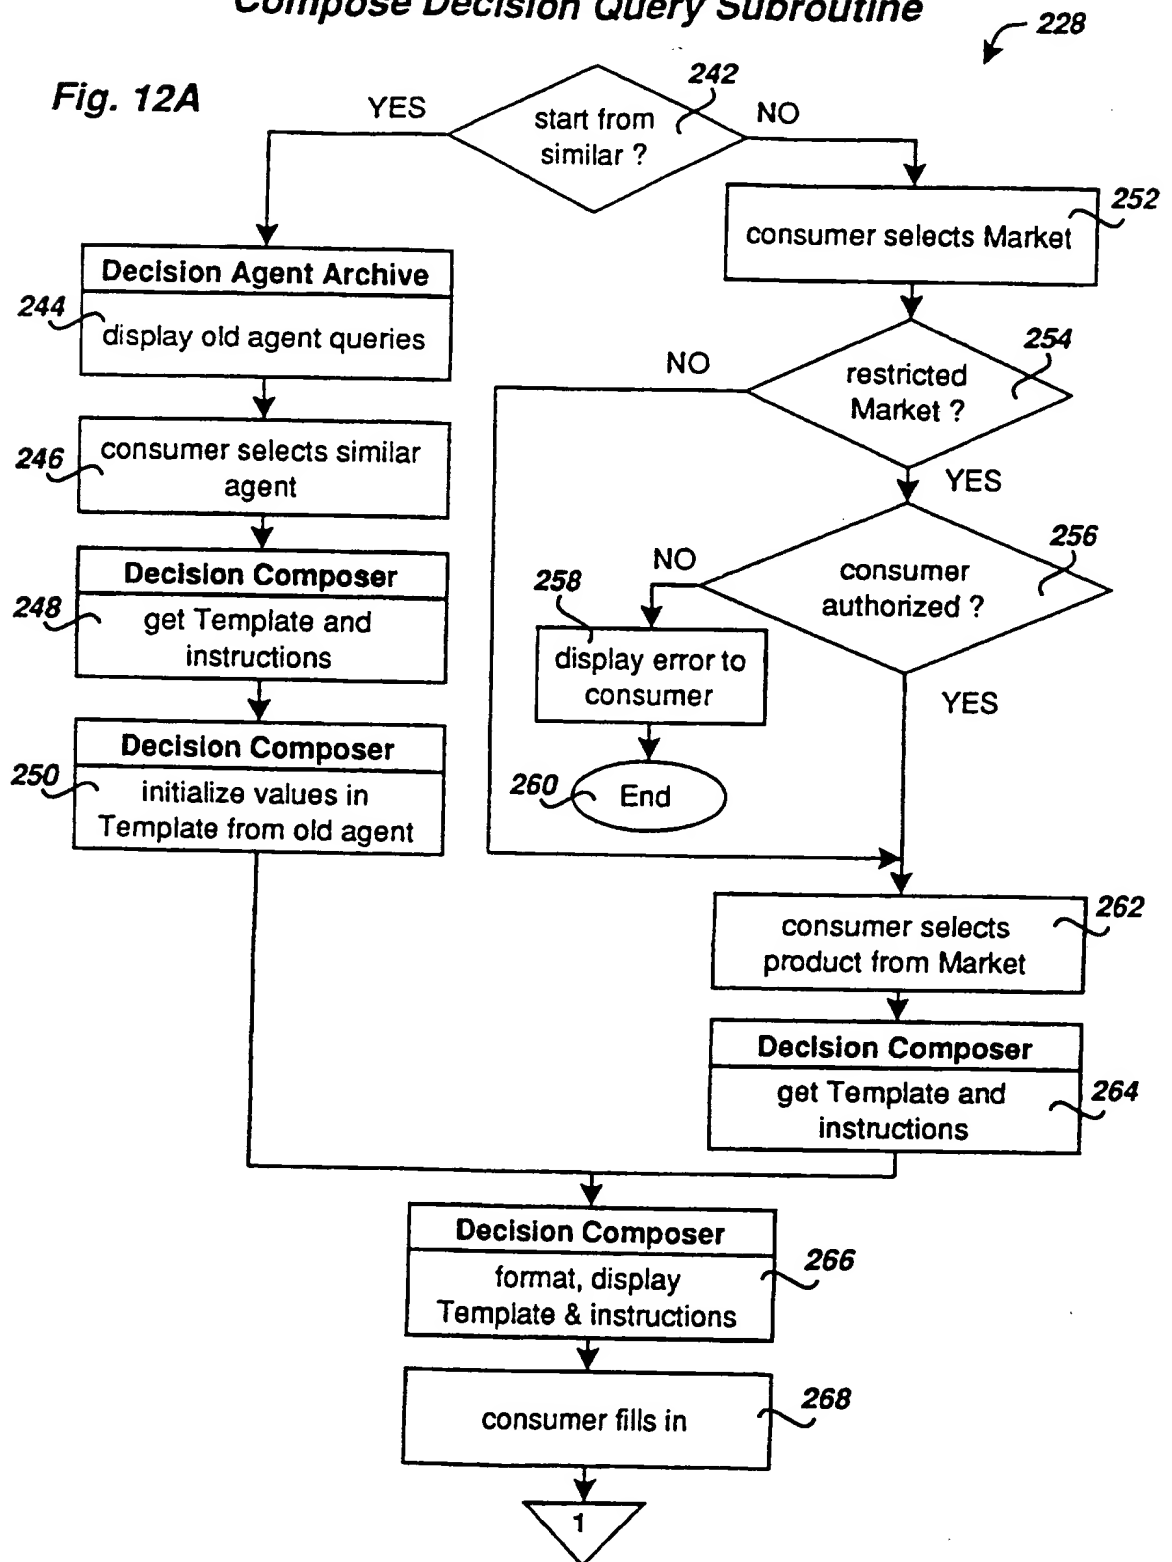 Compose Decision Query Subroutine
228
Fig. 12A
242
YES
NO
start from
similar ?
252
consumer selects Market
Decision Agent Archive
244
display old agent queries
254
NO
restricted
Market ?
246
consumer selects similar
agent
YES
256
NO
consumer
authorized ?
Decision Composer
248
get Template and
instructions
258
display error to
consumer
YES
Decision Composer
250
initialize values in
Template from old agent
260
End
262
consumer selects
product from Market
Decision Composer
264
get Template and
instructions
Decision Composer
266
format, display
Template & instructions
268
consumer fills in
1